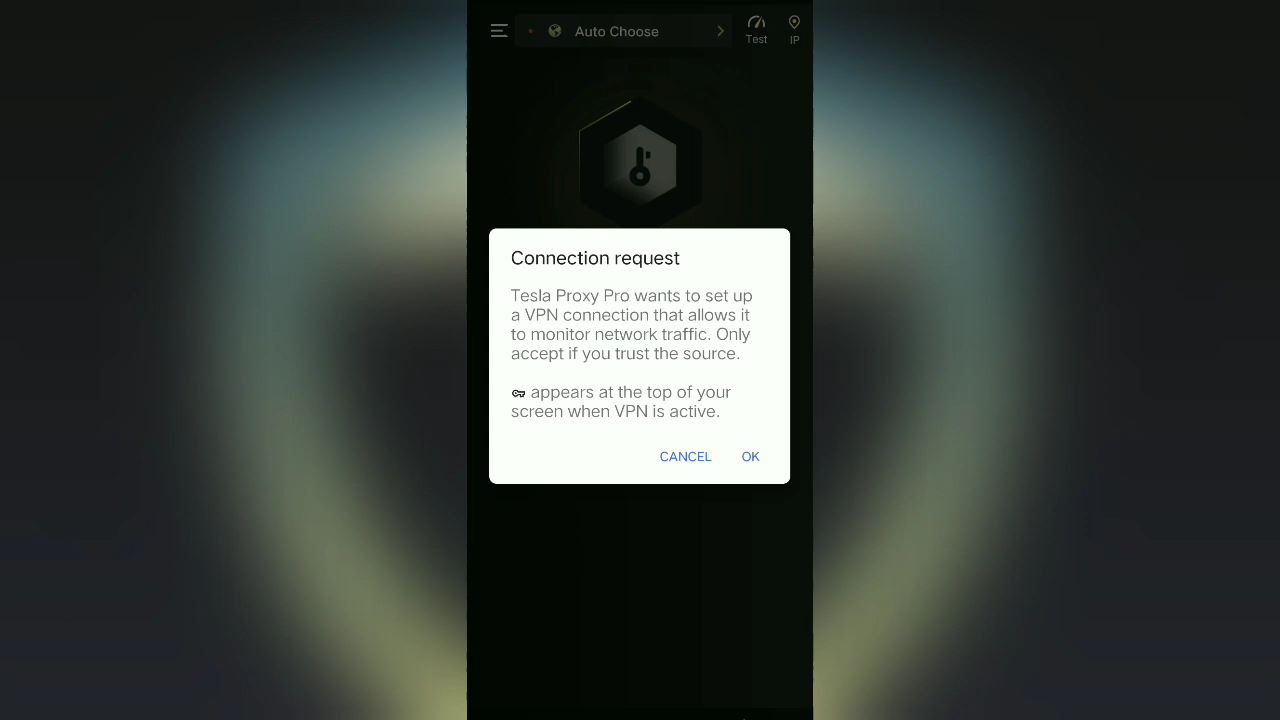 Auto Choose
Test
IP
Connection request
Tesla Proxy Pro wants to set up
a VPN connection that allows it
to monitor network traffic. Only
accept if you trust the source.
appears at the top of your
screen when VPN is active.
CANCEL OK